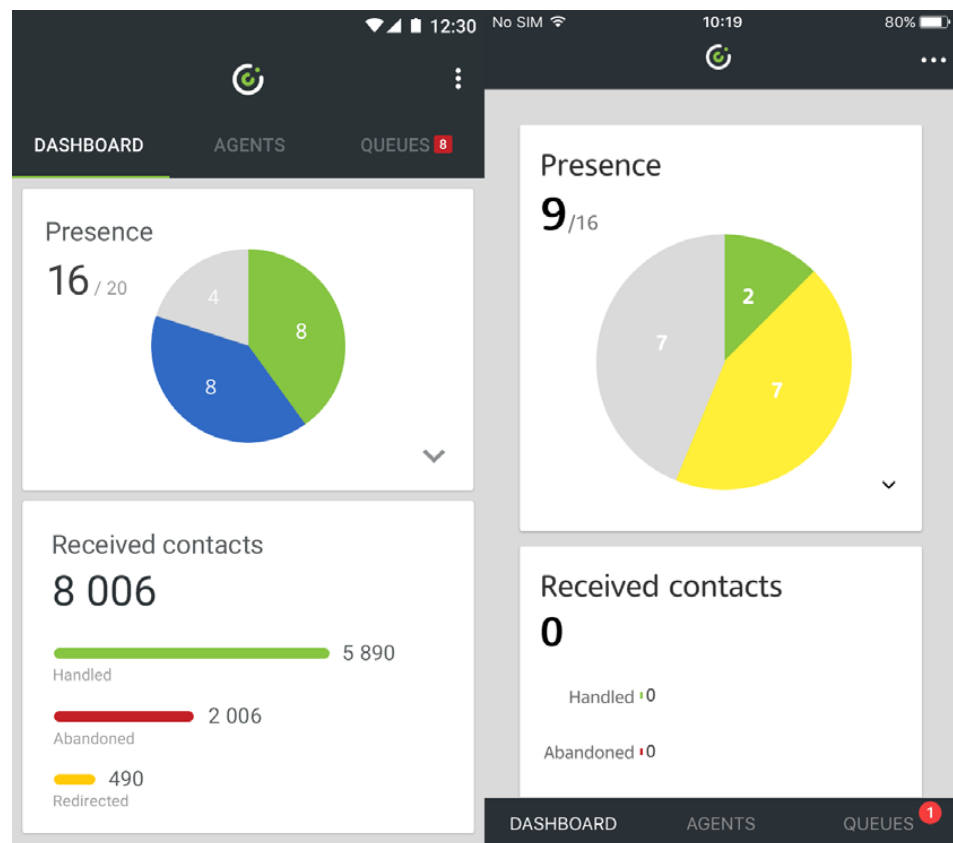 12:30
DASHBOARD AGENTS QUEUES 8
Presence
16 / 20
4
8
8
Received contacts
8 006
5 890
Handled
2 006
Abandoned
490
Redirected
No SIM 10:19 80%
Presence
9/16
2
7
7
Received contacts
0
Handled 0
Abandoned 0
DASHBOARD AGENTS QUEUES 1